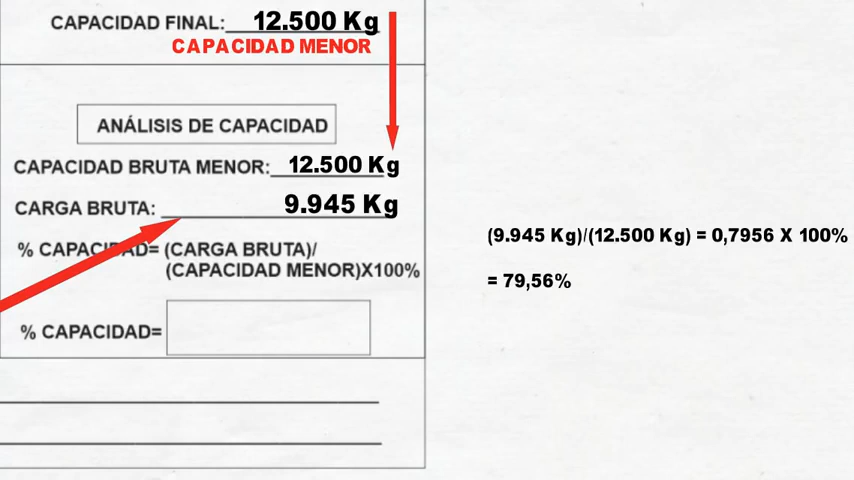 CAPACIDAD FINAL: 12.500 Kg
CAPACIDAD MENOR
ANÁLISIS DE CAPACIDAD
CAPACIDAD BRUTA MENOR: 12.500 Kg
CARGA BRUTA: 9.945 Kg
% CAPACIDAD= (CARGA BRUTA)/
(CAPACIDAD MENOR)X100%
(9.945 Kg)/(12.500 Kg) = 0,7956 X 100%
= 79,56%
% CAPACIDAD=